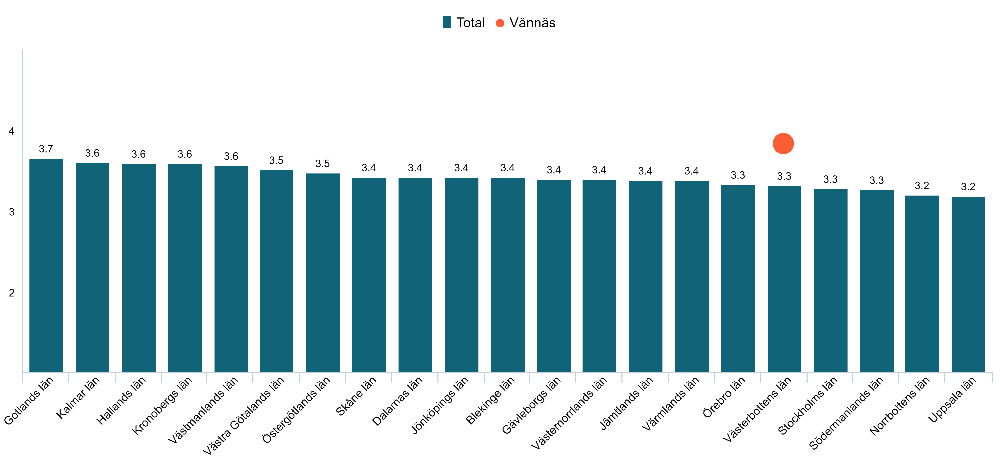 Total Vännäs
4
3
2
3.7
3.6
3.6
3.6
3.6
3.5
3.5
3.4
3.4
3.4
3.4
3.4
3.4
3.4
3.4
3.3
3.3
3.3
3.3
3.2
3.2
Gotlands län
Kalmar län
Hallands län
Kronobergs län
Västmanlands län
Västra Götalands län
Östergötlands län
Skåne län
Dalarnas län
Jönköpings län
Blekinge län
Gävleborgs län
Västernorrlands län
Jämtlands län
Värmlands län
Örebro län
Västerbottens län
Stockholms län
Södermanlands län
Norrbottens län
Uppsala län